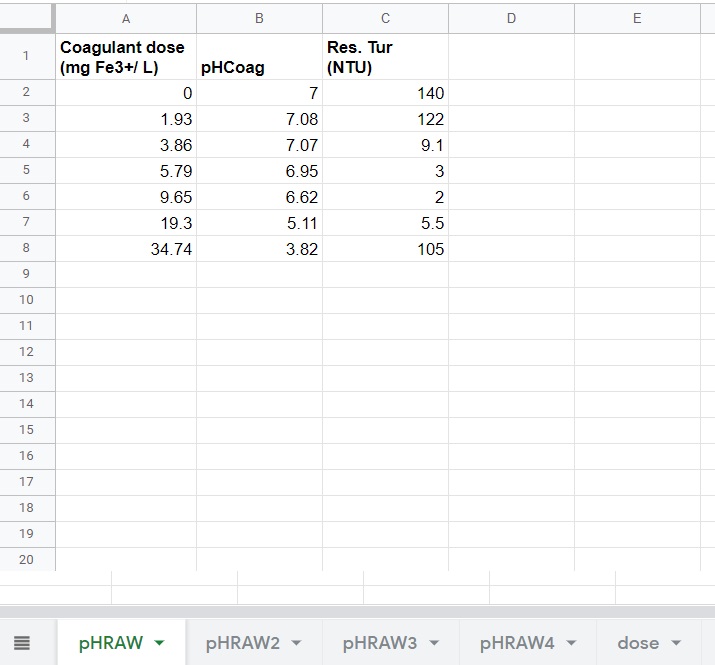 A B C D E
1 Coagulant dose (mg Fe3+/ L) pHCoag Res. Tur (NTU)
2 0 7 140
3 1.93 7.08 122
4 3.86 7.07 9.1
5 5.79 6.95 3
6 9.65 6.62 2
7 19.3 5.11 5.5
8 34.74 3.82 105
9
10
11
12
13
14
15
16
17
18
19
20
pHRAW pHRAW2 pHRAW3 pHRAW4 dose